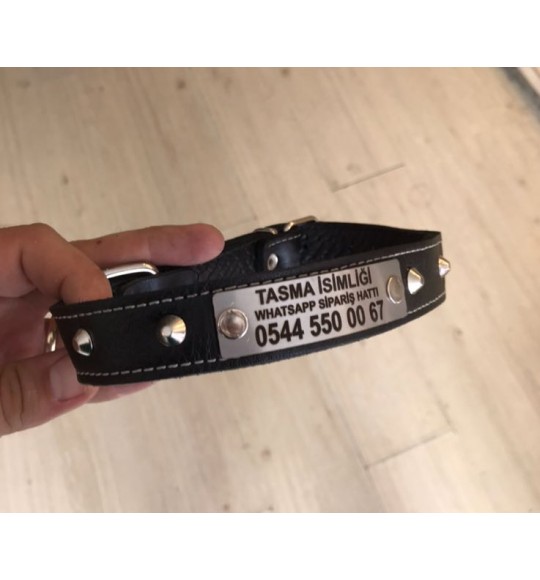 TASMA İSİMLİĞİ
WHATSAPP SİPARİŞ HATTI
0544 550 00 67